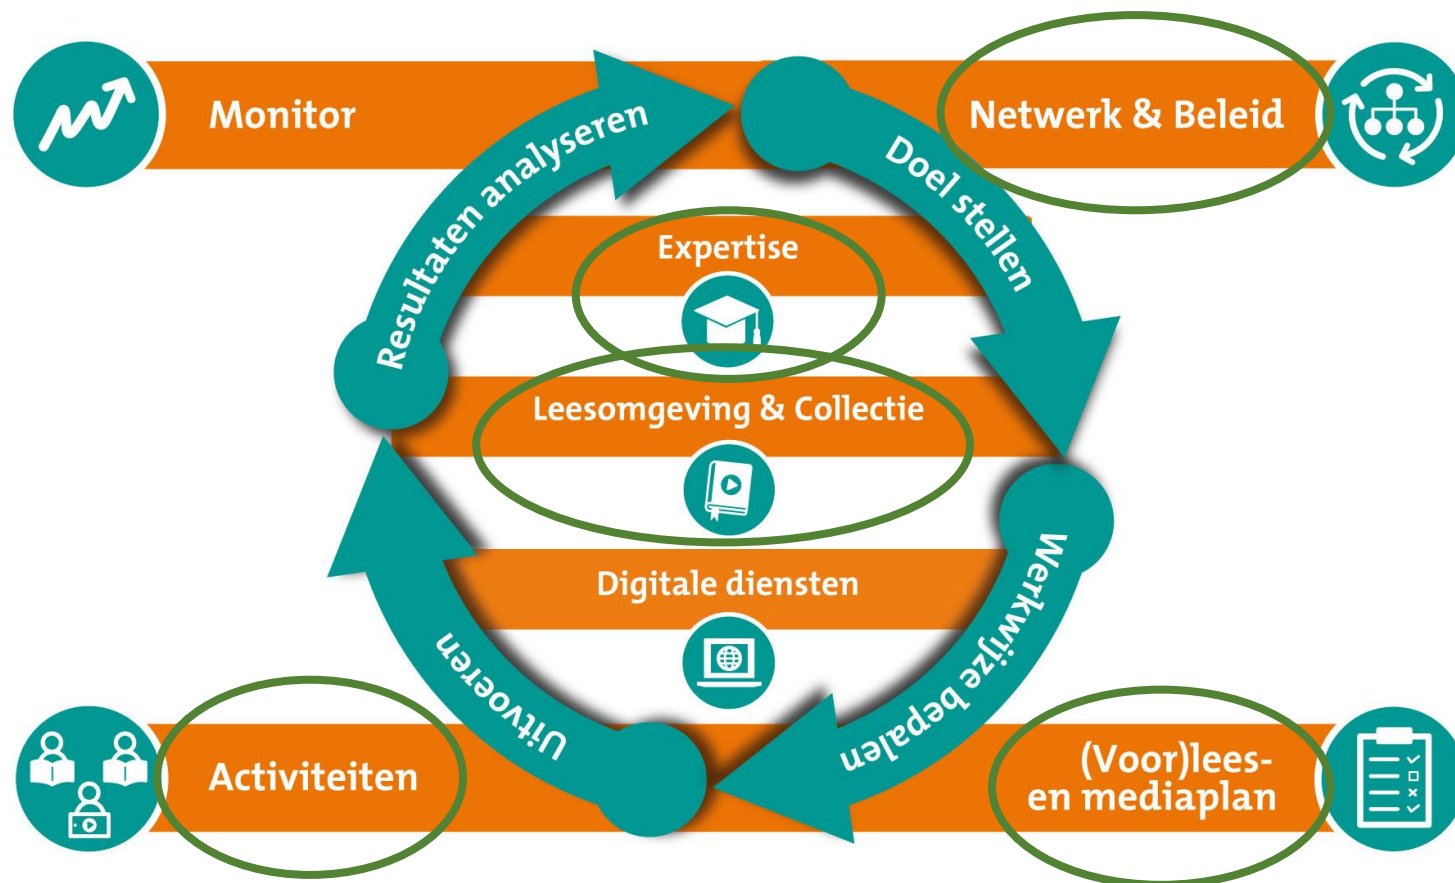 Monitor
Netwerk & Beleid
Resultaten analyseren
Doel stellen
Expertise
Leesomgeving & Collectie
Digitale diensten
Werkwijze bepalen
Uitvoeren
Activiteiten
(Voor)lees-
en mediaplan